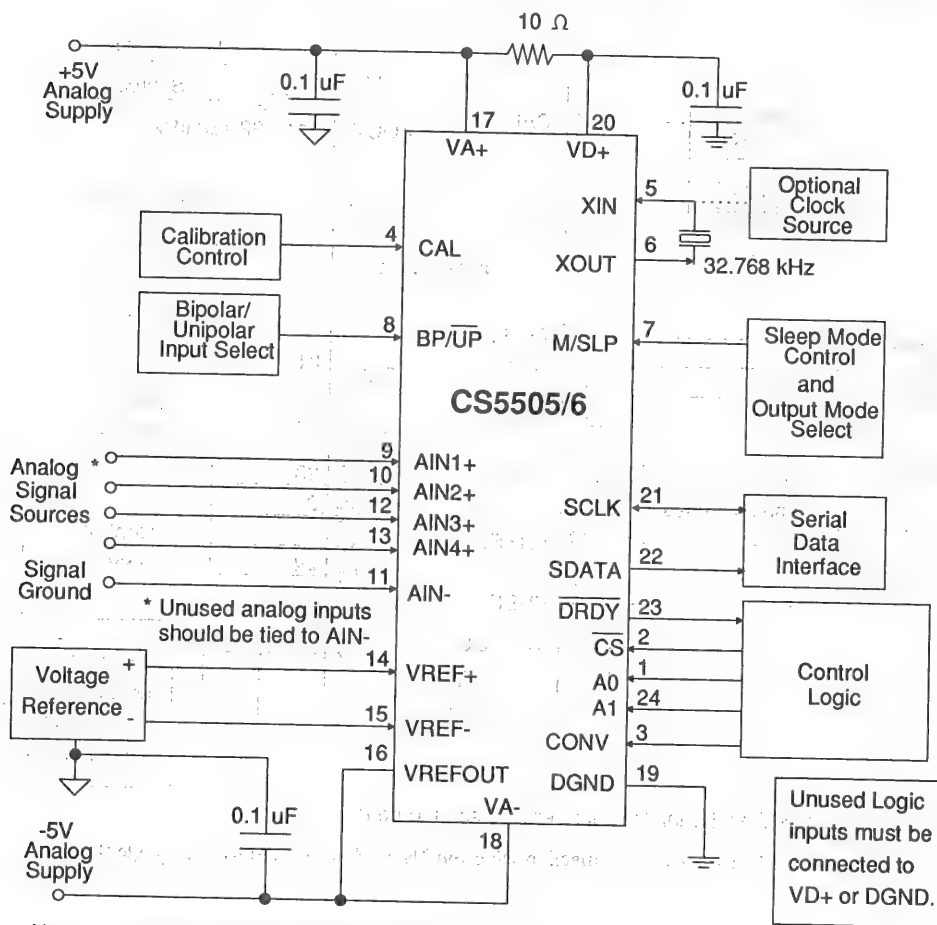 10 Ω
+5V
Analog
Supply
0.1 uF
0.1 uF
17
20
VA+
VD+
Optional
Clock
Source
5
XIN
6
XOUT
32.768 kHz
Calibration
Control
4
CAL
Bipolar/
Unipolar
Input Select
8
BP/U̅P̅
7
M/SLP
Sleep Mode
Control
and
Output Mode
Select
CS5505/6
Analog *
Signal
Sources
9
AIN1+
10
AIN2+
12
AIN3+
13
AIN4+
Signal
Ground
11
AIN-
* Unused analog inputs
should be tied to AIN-
21
SCLK
22
SDATA
Serial
Data
Interface
23
D̅R̅D̅Y̅
2
C̅S̅
1
A0
24
A1
3
CONV
Control
Logic
Voltage +
Reference -
14
VREF+
15
VREF-
16
VREFOUT
19
DGND
VA-
18
0.1 uF
-5V
Analog
Supply
Unused Logic
inputs must be
connected to
VD+ or DGND.